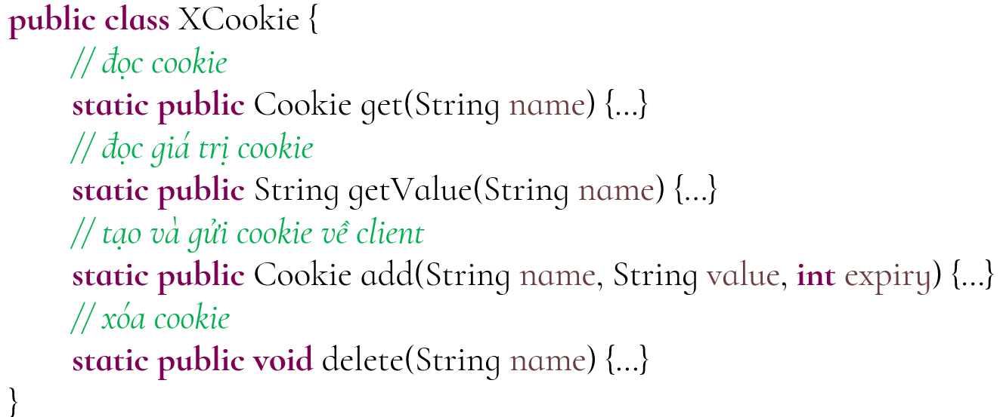 public class XCookie {
// đọc cookie
static public Cookie get(String name) {...}
// đọc giá trị cookie
static public String getValue(String name) {...}
// tạo và gửi cookie về client
static public Cookie add(String name, String value, int expiry) {...}
// xóa cookie
static public void delete(String name) {...}
}